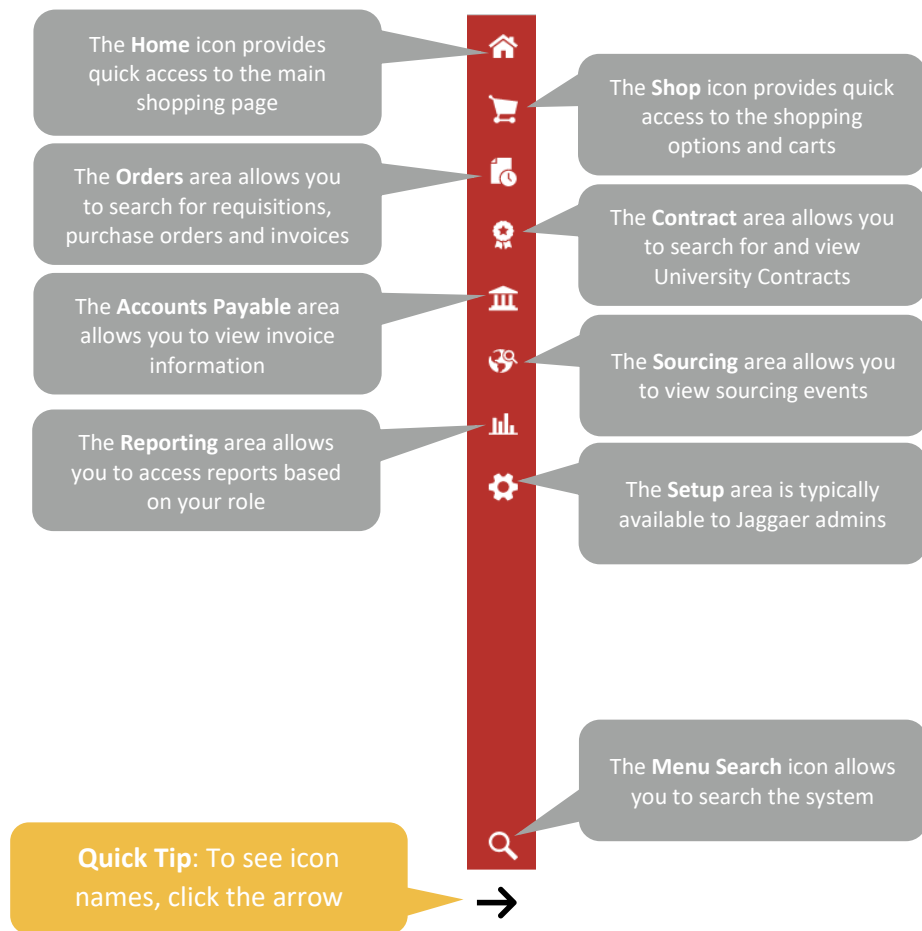 The Home icon provides
quick access to the main
shopping page
The Shop icon provides quick
access to the shopping
options and carts
The Orders area allows you
to search for requisitions,
purchase orders and invoices
The Contract area allows you
to search for and view
University Contracts
The Accounts Payable area
allows you to view invoice
information
The Sourcing area allows you
to view sourcing events
The Reporting area allows
you to access reports based
on your role
The Setup area is typically
available to Jaggaer admins
The Menu Search icon allows
you to search the system
Quick Tip: To see icon
names, click the arrow